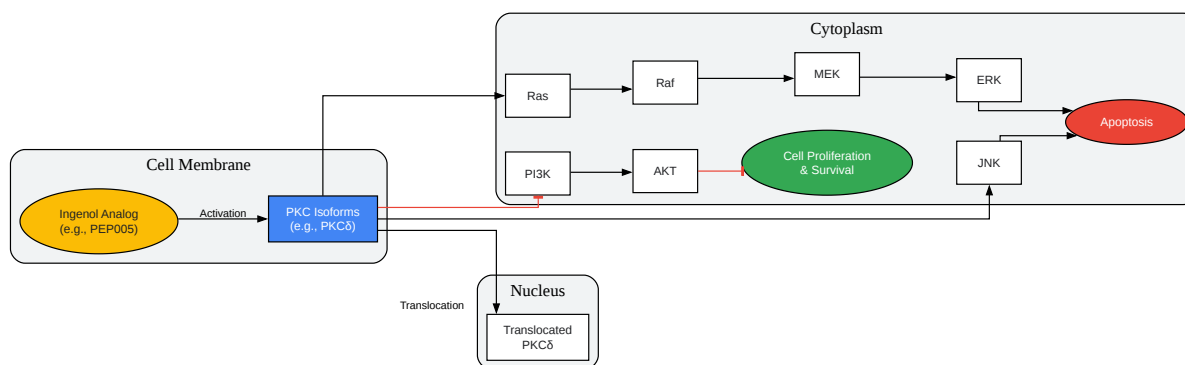 Cytoplasm
Ras
Raf
MEK
ERK
Apoptosis
PI3K
AKT
Cell Proliferation
& Survival
JNK
Cell Membrane
Ingenol Analog
(e.g., PEP005)
Activation
PKC Isoforms
(e.g., PKCδ)
Translocation
Nucleus
Translocated
PKCδ